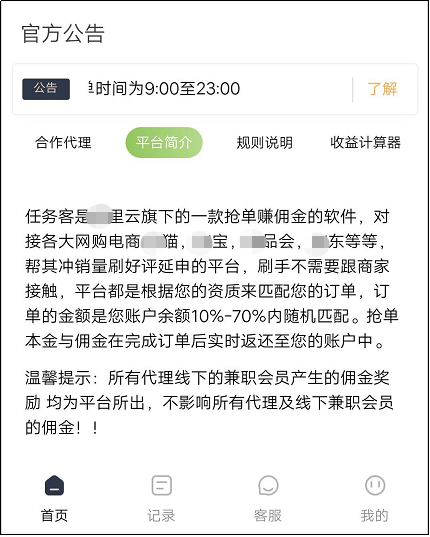 官方公告
公告
时间为9:00至23:00
了解
合作代理
平台简介
规则说明
收益计算器
任务客是里云旗下的一款抢单赚佣金的软件，对
接各大网购电商猫，宝，品会，东等等，
帮其冲销量刷好评延申的平台，刷手不需要跟商家
接触，平台都是根据您的资质来匹配您的订单，订
单的金额是您账户余额10%-70%内随机匹配。抢单
本金与佣金在完成订单后实时返还至您的账户中。
温馨提示：所有代理线下的兼职会员产生的佣金奖
励 均为平台所出，不影响所有代理及线下兼职会员
的佣金！！
首页
记录
客服
我的